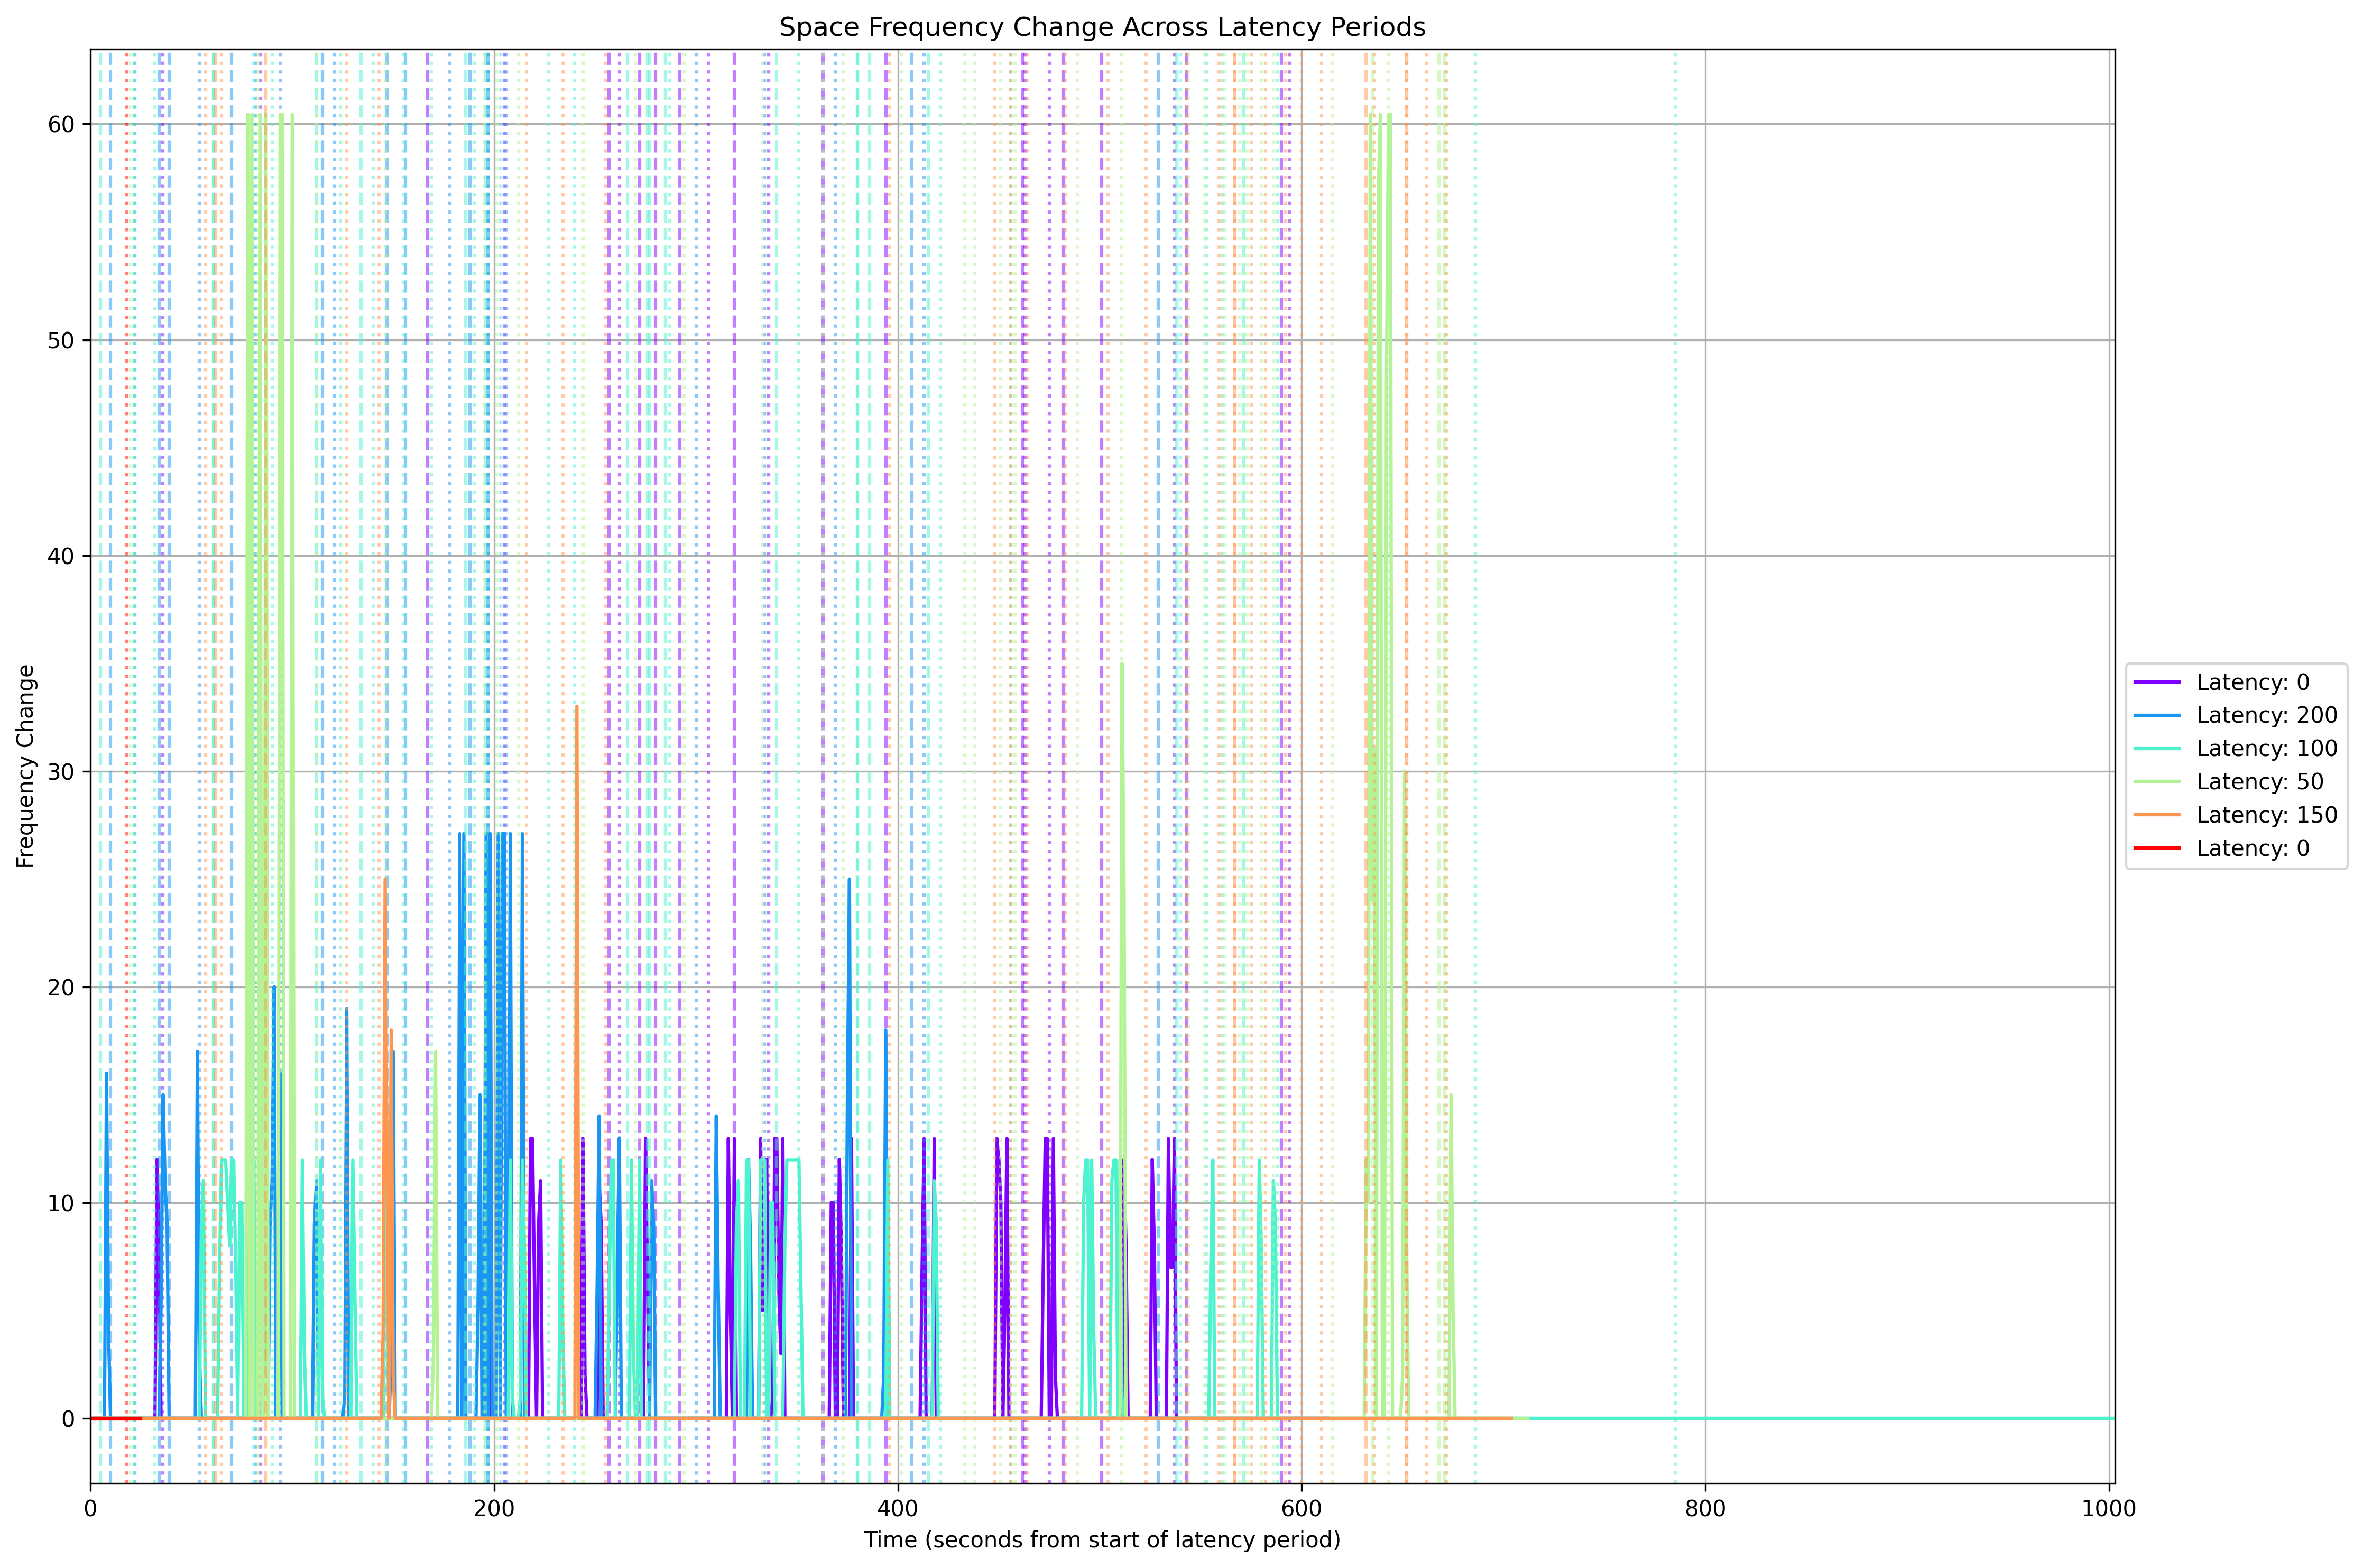 Space Frequency Change Across Latency Periods
Frequency Change
60
50
40
30
20
10
0
0 200 400 600 800 1000
Time (seconds from start of latency period)
Latency: 0
Latency: 200
Latency: 100
Latency: 50
Latency: 150
Latency: 0